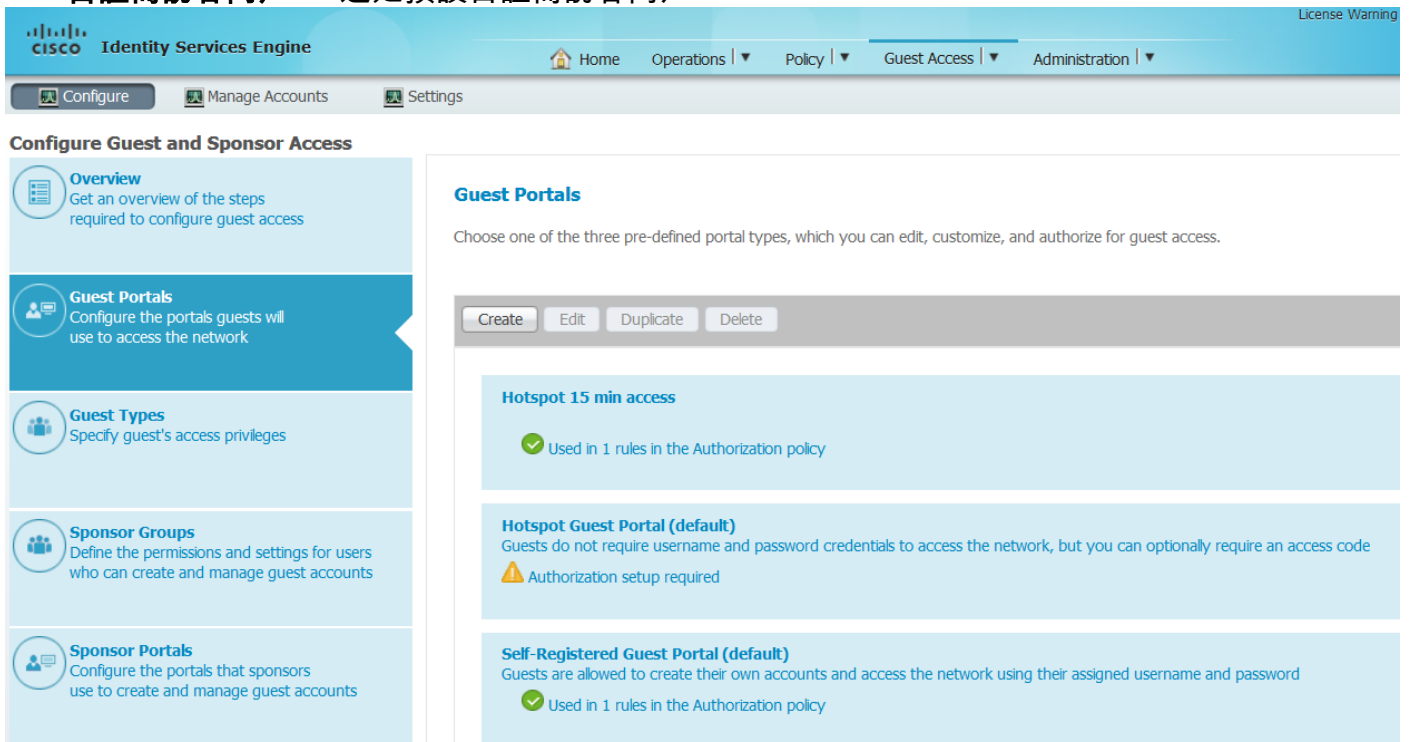 License Warning
CISCO Identity Services Engine
Home Operations Policy Guest Access Administration
Configure Manage Accounts Settings
Configure Guest and Sponsor Access
Overview
Get an overview of the steps
required to configure guest access
Guest Portals
Configure the portals guests will
use to access the network
Guest Types
Specify guest's access privileges
Sponsor Groups
Define the permissions and settings for users
who can create and manage guest accounts
Sponsor Portals
Configure the portals that sponsors
use to create and manage guest accounts
Guest Portals
Choose one of the three pre-defined portal types, which you can edit, customize, and authorize for guest access.
Create Edit Duplicate Delete
Hotspot 15 min access
Used in 1 rules in the Authorization policy
Hotspot Guest Portal (default)
Guests do not require username and password credentials to access the network, but you can optionally require an access code
Authorization setup required
Self-Registered Guest Portal (default)
Guests are allowed to create their own accounts and access the network using their assigned username and password
Used in 1 rules in the Authorization policy